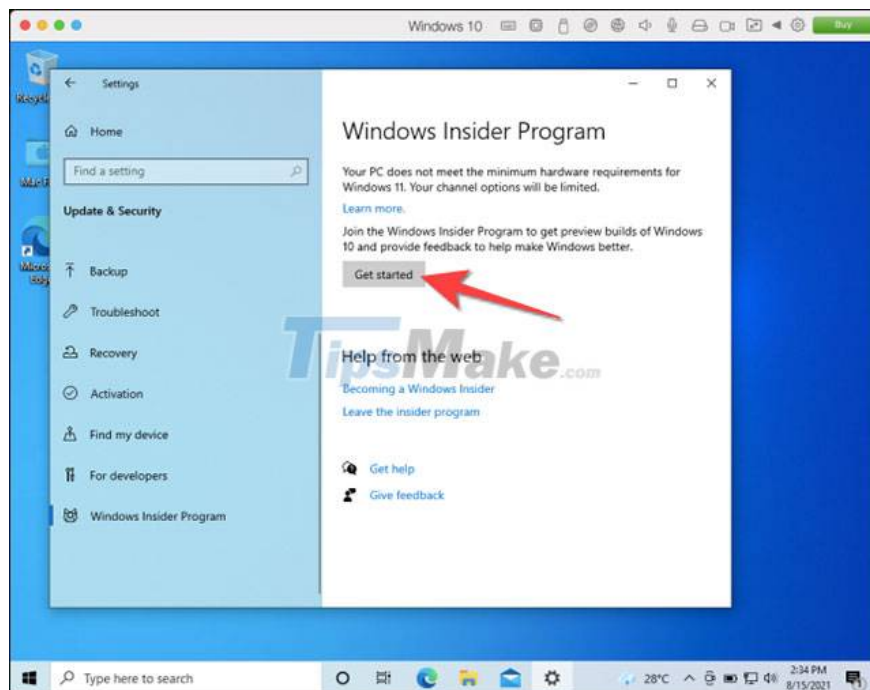 Windows 10
Buy
Settings
Home
Find a setting
Update & Security
Backup
Troubleshoot
Recovery
Activation
Find my device
For developers
Windows Insider Program
Windows Insider Program
Your PC does not meet the minimum hardware requirements for
Windows 11. Your channel options will be limited.
Learn more.
Join the Windows Insider Program to get preview builds of Windows
10 and provide feedback to help make Windows better.
Get started
TipsMake.com
Help from the web
Becoming a Windows Insider
Leave the insider program
Get help
Give feedback
Type here to search
28°C
2:34 PM
8/15/2021